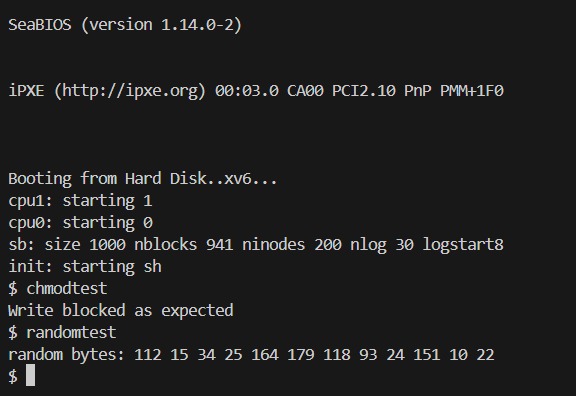 SeaBIOS (version 1.14.0-2)
iPXE (http://ipxe.org) 00:03.0 CA00 PCI2.10 PnP PMM+1F0
Booting from Hard Disk..xv6...
cpu1: starting 1
cpu0: starting 0
sb: size 1000 nblocks 941 ninodes 200 nlog 30 logstart8
init: starting sh
$ chmodtest
Write blocked as expected
$ randomtest
random bytes: 112 15 34 25 164 179 118 93 24 151 10 22
$